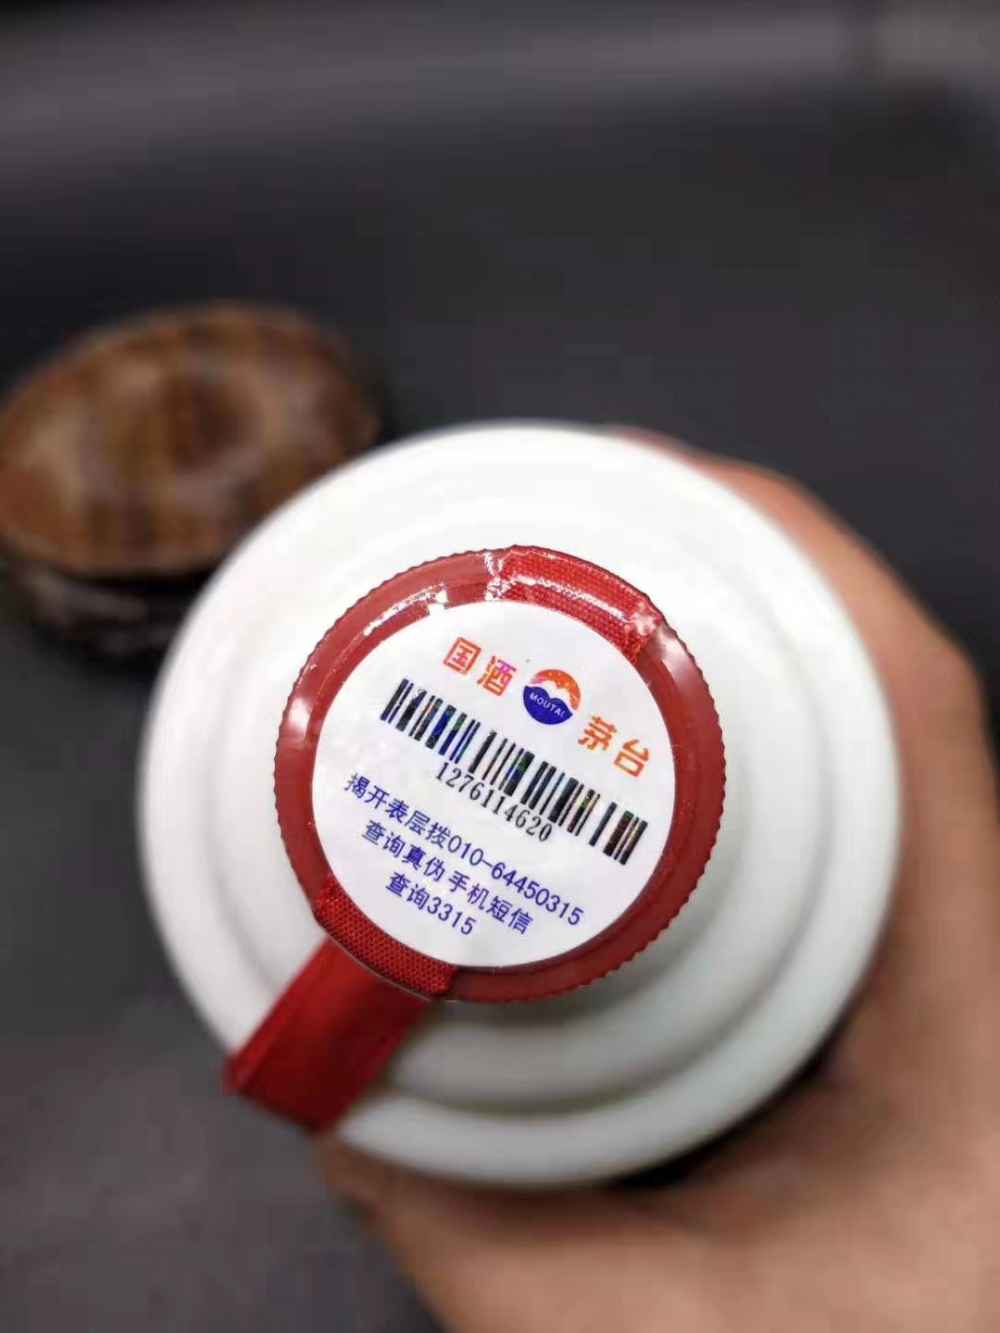 国酒 MOUTAI 茅台
1276114620
揭开表层拨010-64450315
查询真伪 手机短信
查询3315